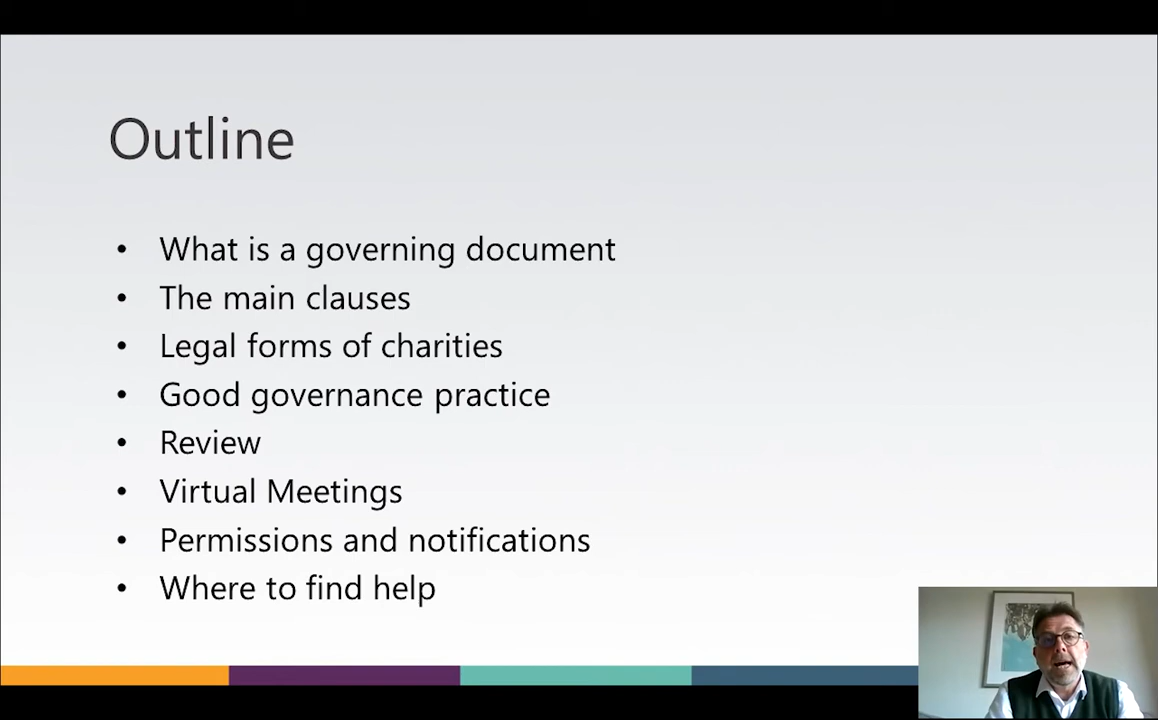 Outline
• What is a governing document
• The main clauses
• Legal forms of charities
• Good governance practice
• Review
• Virtual Meetings
• Permissions and notifications
• Where to find help